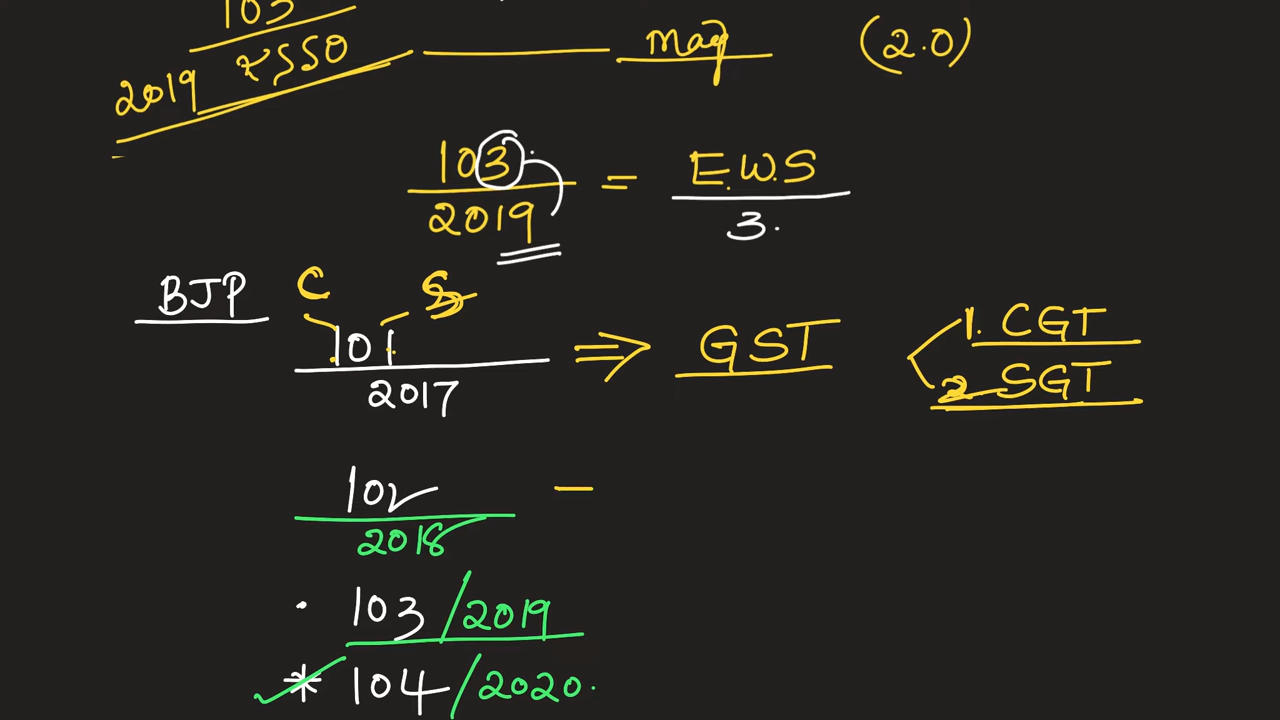 103
2019 ₹550 may (2.0)
103 = E.W.S
2019 3.
BJP C S
101 ⇒ GST 1. CGT
2017 2 SGT
102 –
2018
· 103 /2019
* 104 /2020.